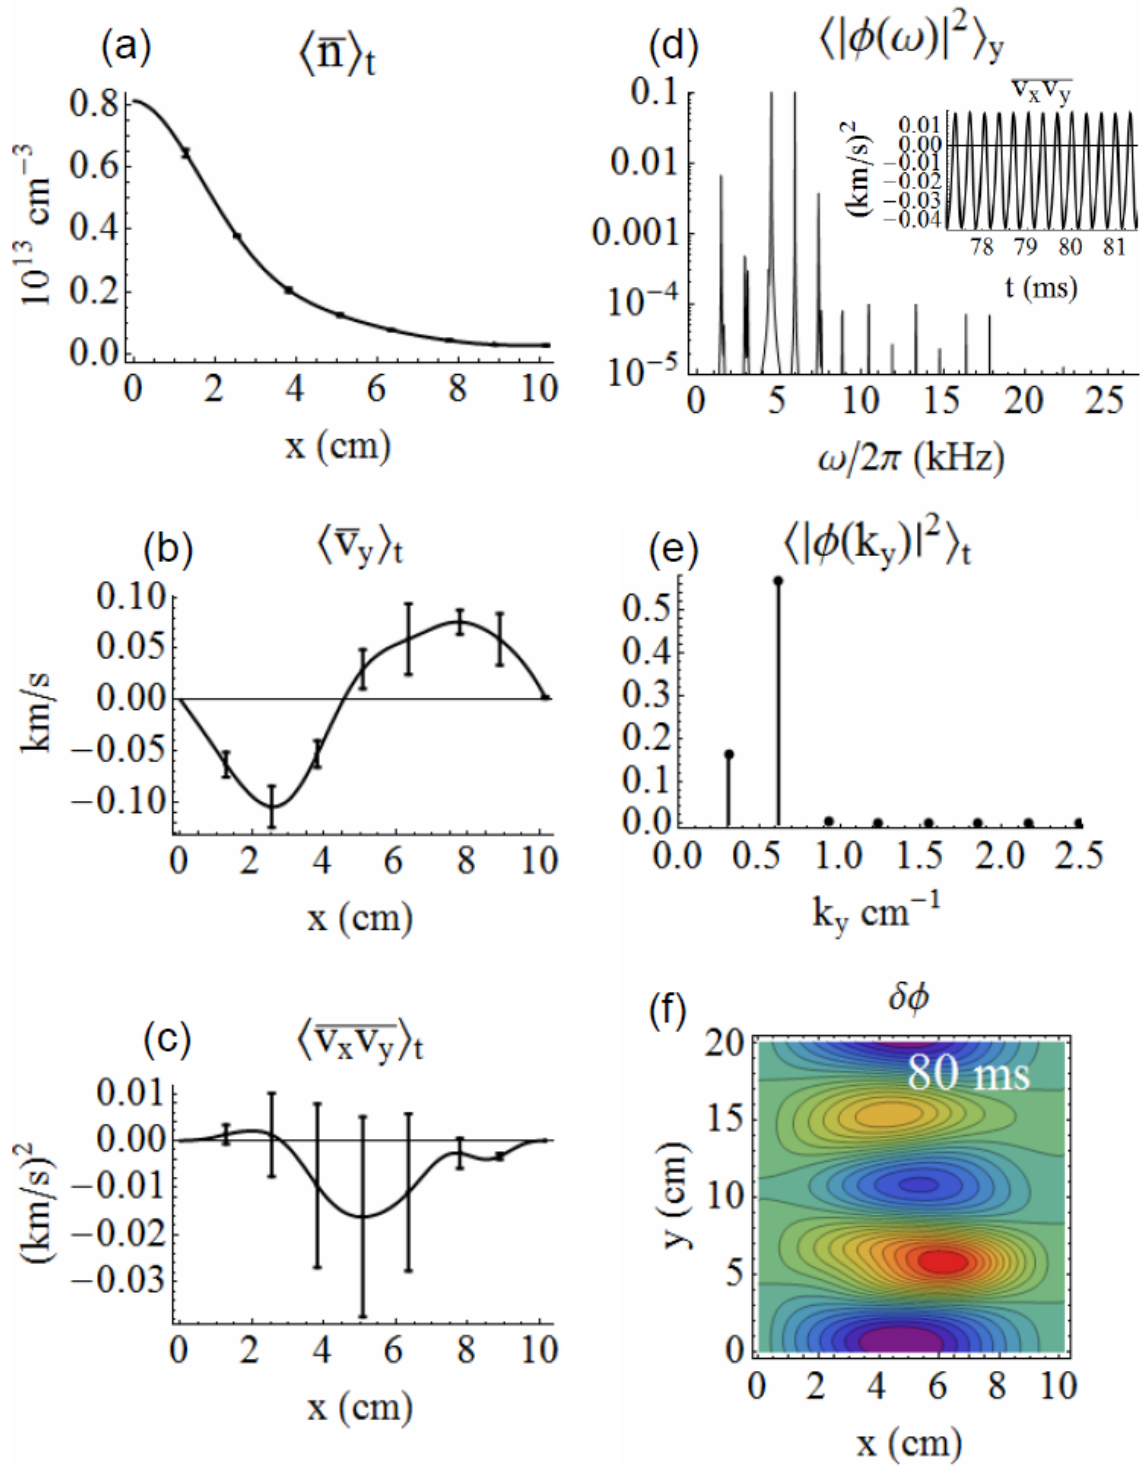 (a) ⟨n̅⟩t
10^13 cm^−3
0.8
0.6
0.4
0.2
0.0
0 2 4 6 8 10
x (cm)
(b) ⟨v̅y⟩t
km/s
0.10
0.05
0.00
−0.05
−0.10
0 2 4 6 8 10
x (cm)
(c) ⟨v̅x̅v̅y̅⟩t
(km/s)^2
0.01
0.00
−0.01
−0.02
−0.03
0 2 4 6 8 10
x (cm)
(d) ⟨|ϕ(ω)|^2⟩y
0.1
0.01
0.001
10^−4
10^−5
0 5 10 15 20 25
ω/2π (kHz)
vxvy
(km/s)^2
0.01
0.00
−0.01
−0.02
−0.03
−0.04
78 79 80 81
t (ms)
(e) ⟨|ϕ(ky)|^2⟩t
0.5
0.4
0.3
0.2
0.1
0.0
0.0 0.5 1.0 1.5 2.0 2.5
ky cm^−1
(f) δϕ
80 ms
y (cm)
20
15
10
5
0
0 2 4 6 8 10
x (cm)